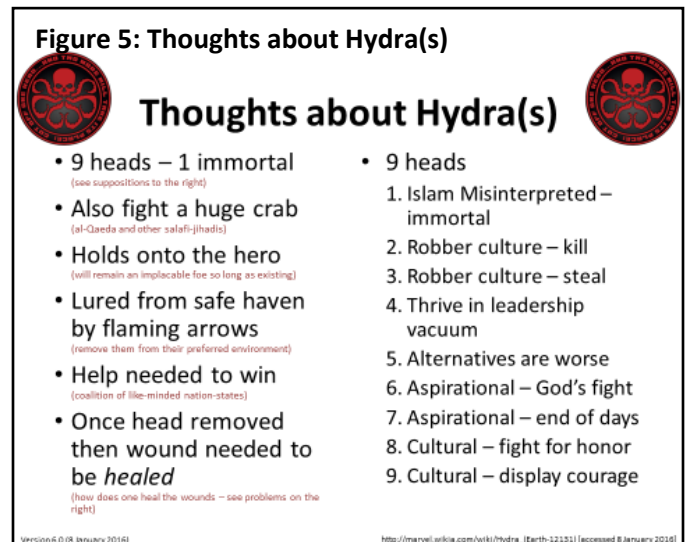 Figure 5: Thoughts about Hydra(s)
Thoughts about Hydra(s)
• 9 heads – 1 immortal
(see suppositions to the right)
• Also fight a huge crab
(al-Qaeda and other salafi-jihadis)
• Holds onto the hero
(will remain an implacable foe so long as existing)
• Lured from safe haven
by flaming arrows
(remove them from their preferred environment)
• Help needed to win
(coalition of like-minded nation-states)
• Once head removed
then wound needed to
be healed
(how does one heal the wounds – see problems on the
right)
• 9 heads
1. Islam Misinterpreted –
immortal
2. Robber culture – kill
3. Robber culture – steal
4. Thrive in leadership
vacuum
5. Alternatives are worse
6. Aspirational – God's fight
7. Aspirational – end of days
8. Cultural – fight for honor
9. Cultural – display courage
Version 6.0 (8 January 2016)
http://marvel.wikia.com/wiki/Hydra_(Earth-12131) [accessed 8 January 2016]